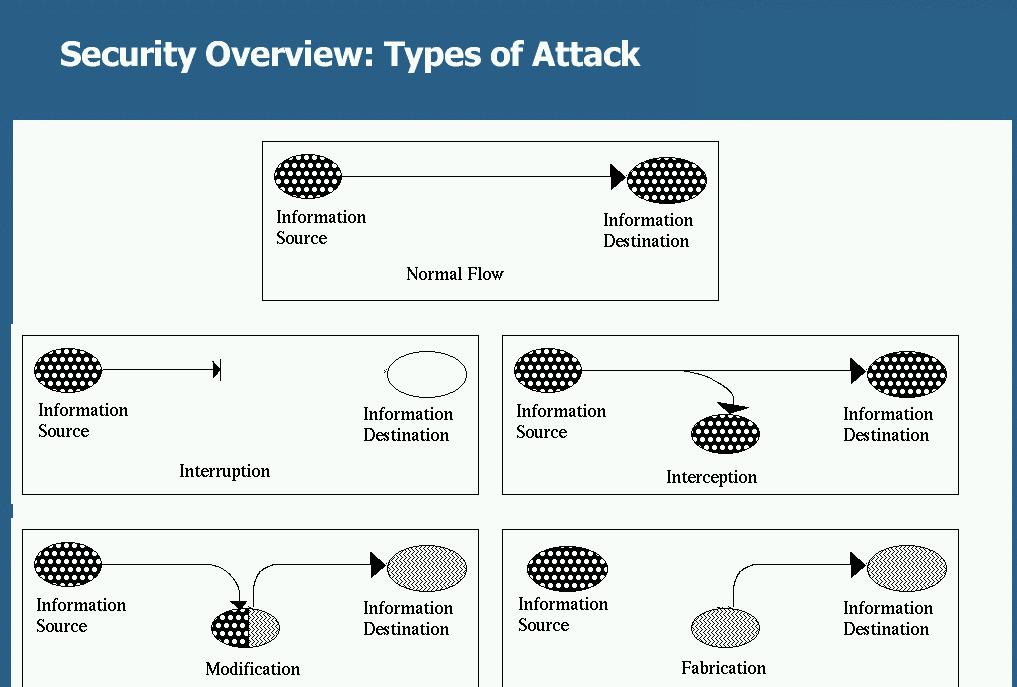 Security Overview: Types of Attack
Information
Source
Information
Destination
Normal Flow
Information
Source
Information
Destination
Interruption
Information
Source
Information
Destination
Interception
Information
Source
Information
Destination
Modification
Information
Source
Information
Destination
Fabrication